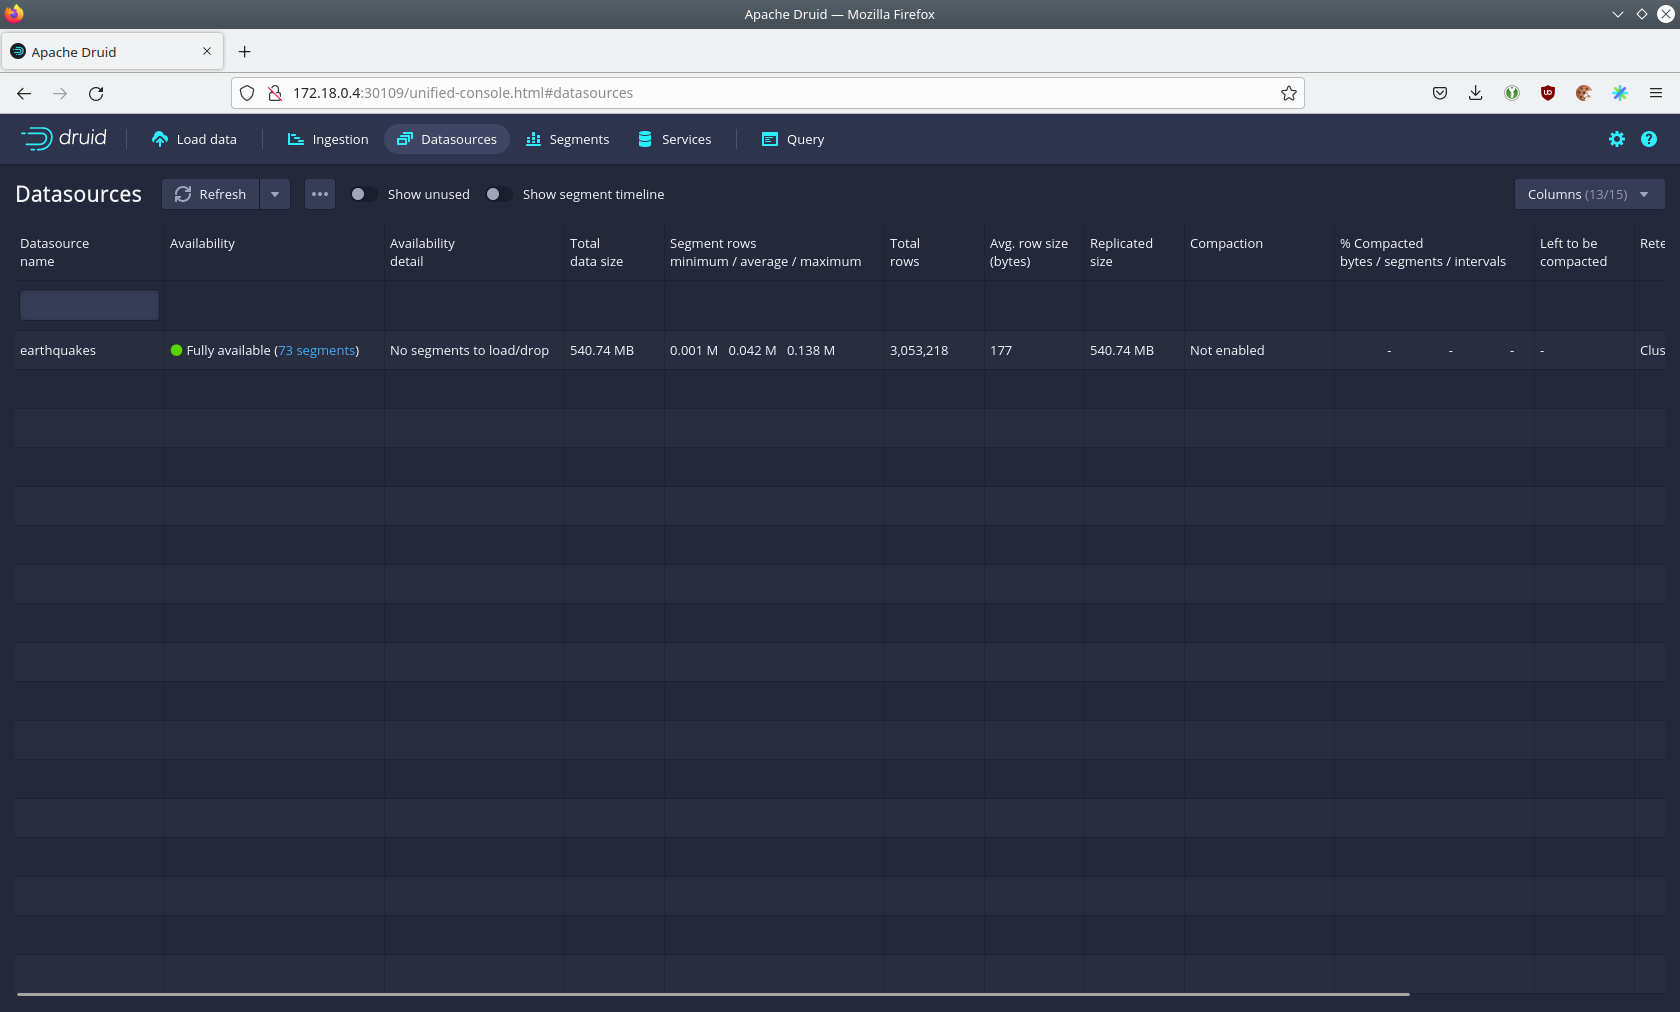 Apache Druid — Mozilla Firefox
Apache Druid
172.18.0.4:30109/unified-console.html#datasources
druid Load data Ingestion Datasources Segments Services Query
Datasources Refresh Show unused Show segment timeline Columns (13/15)
Datasource name
Availability
Availability detail
Total data size
Segment rows minimum / average / maximum
Total rows
Avg. row size (bytes)
Replicated size
Compaction
% Compacted bytes / segments / intervals
Left to be compacted
Rete
earthquakes Fully available (73 segments) No segments to load/drop 540.74 MB 0.001 M 0.042 M 0.138 M 3,053,218 177 540.74 MB Not enabled - - - - Clus